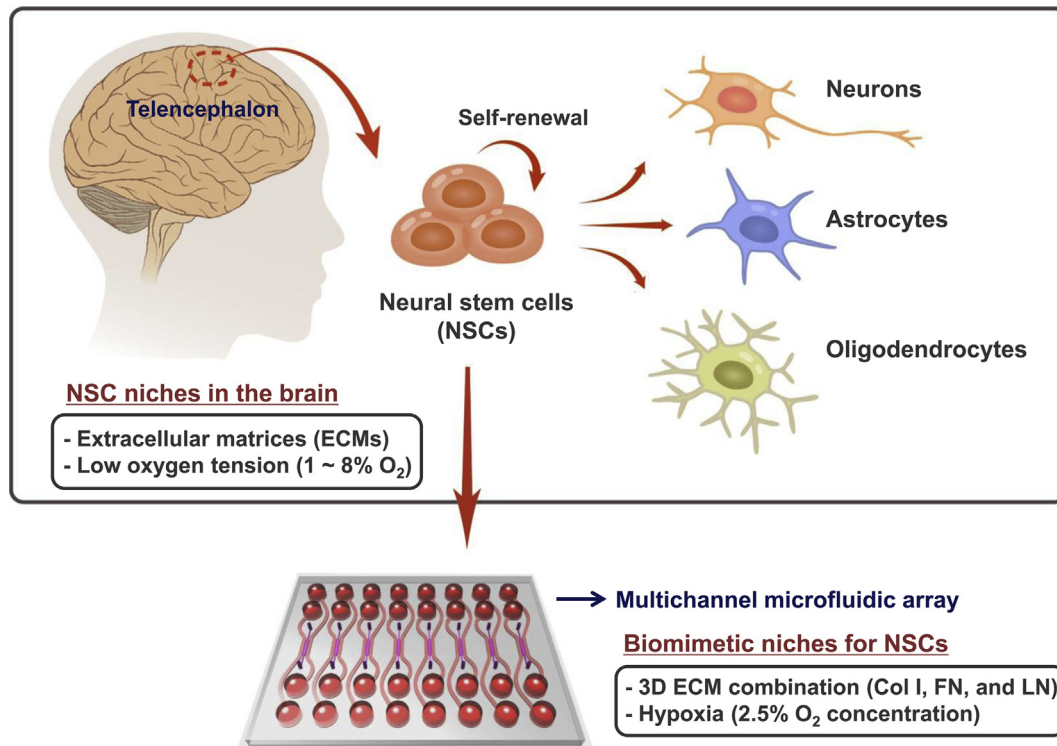 Telencephalon
Self-renewal
Neurons
Astrocytes
Oligodendrocytes
Neural stem cells
(NSCs)
NSC niches in the brain
- Extracellular matrices (ECMs)
- Low oxygen tension (1 ~ 8% O₂)
Multichannel microfluidic array
Biomimetic niches for NSCs
- 3D ECM combination (Col I, FN, and LN)
- Hypoxia (2.5% O₂ concentration)